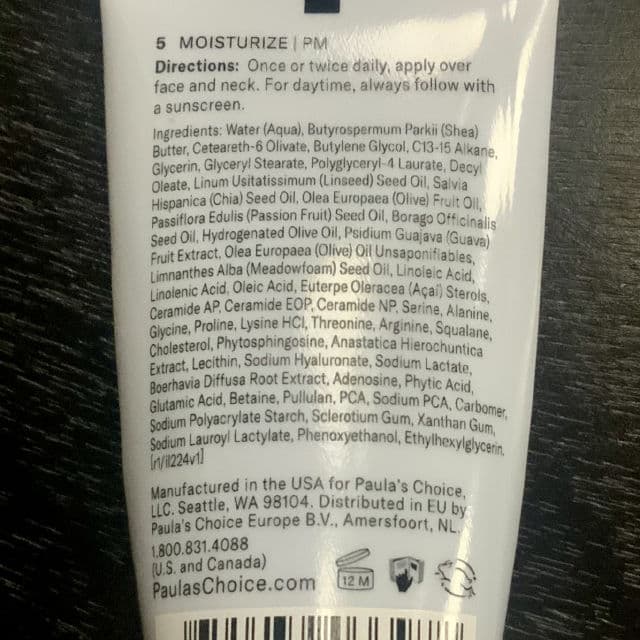 5 MOISTURIZE | PM
Directions: Once or twice daily, apply over
face and neck. For daytime, always follow with
a sunscreen.
Ingredients: Water (Aqua), Butyrospermum Parkii (Shea)
Butter, Ceteareth-6 Olivate, Butylene Glycol, C13-15 Alkane,
Glycerin, Glyceryl Stearate, Polyglyceryl-4 Laurate, Decyl
Oleate, Linum Usitatissimum (Linseed) Seed Oil, Salvia
Hispanica (Chia) Seed Oil, Olea Europaea (Olive) Fruit Oil,
Passiflora Edulis (Passion Fruit) Seed Oil, Borago Officinalis
Seed Oil, Hydrogenated Olive Oil, Psidium Guajava (Guava)
Fruit Extract, Olea Europaea (Olive) Oil Unsaponifiables,
Limnanthes Alba (Meadowfoam) Seed Oil, Linoleic Acid,
Linolenic Acid, Oleic Acid, Euterpe Oleracea (Açaí) Sterols,
Ceramide AP, Ceramide EOP, Ceramide NP, Serine, Alanine,
Glycine, Proline, Lysine HCl, Threonine, Arginine, Squalane,
Cholesterol, Phytosphingosine, Anastatica Hierochuntica
Extract, Lecithin, Sodium Hyaluronate, Sodium Lactate,
Boerhavia Diffusa Root Extract, Adenosine, Phytic Acid,
Glutamic Acid, Betaine, Pullulan, PCA, Sodium PCA, Carbomer,
Sodium Polyacrylate Starch, Sclerotium Gum, Xanthan Gum,
Sodium Lauroyl Lactylate, Phenoxyethanol, Ethylhexylglycerin.
[r1/il224v1]
Manufactured in the USA for Paula's Choice,
LLC. Seattle, WA 98104, Distributed in EU by
Paula's Choice Europe B.V., Amersfoort, NL.
1.800.831.4088
(U.S. and Canada)
PaulasChoice.com
12 M